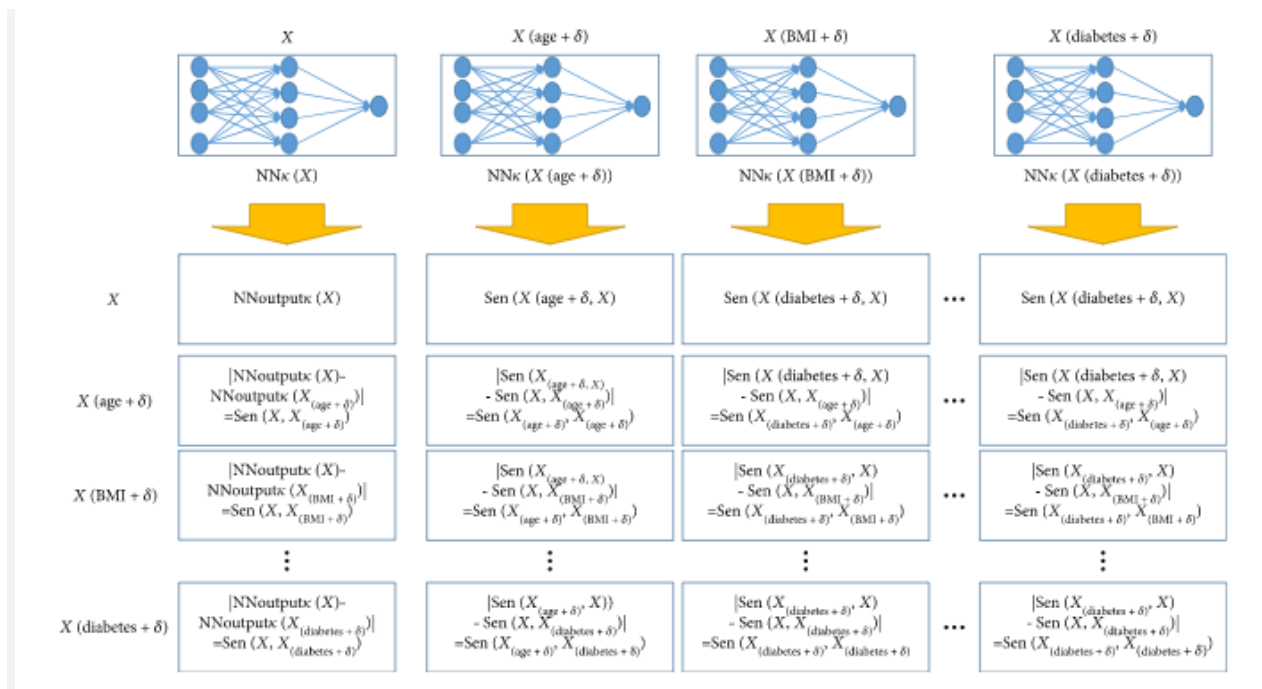 X X (age + δ) X (BMI + δ) X (diabetes + δ)
NNκ (X) NNκ (X (age + δ)) NNκ (X (BMI + δ)) NNκ (X (diabetes + δ))
X NNoutputκ (X) Sen (X (age + δ, X) Sen (X (diabetes + δ, X) ••• Sen (X (diabetes + δ, X)
|NNoutputκ (X)- |Sen (X(age + δ, X) |Sen (X (diabetes + δ, X) |Sen (X (diabetes + δ, X)
X (age + δ) NNoutputκ (X(age + δ))| - Sen (X, X(age + δ))| - Sen (X, X(age + δ))| ••• - Sen (X, X(age + δ))|
=Sen (X, X(age + δ)) =Sen (X(age + δ), X(age + δ)) =Sen (X(diabetes + δ), X(age + δ)) =Sen (X(diabetes + δ), X(age + δ))
|NNoutputκ (X)- |Sen (X(age + δ, X) |Sen (X(diabetes + δ), X) |Sen (X(diabetes + δ), X)
X (BMI + δ) NNoutputκ (X(BMI + δ))| - Sen (X, X(BMI + δ))| - Sen (X, X(BMI + δ))| ••• - Sen (X, X(BMI + δ))|
=Sen (X, X(BMI + δ)) =Sen (X(age + δ), X(BMI + δ)) =Sen (X(diabetes + δ), X(BMI + δ)) =Sen (X(diabetes + δ), X(BMI + δ))
⋮ ⋮ ⋮ ⋮
|NNoutputκ (X)- |Sen (X(age + δ), X)) |Sen (X(diabetes + δ), X) |Sen (X(diabetes + δ), X)
X (diabetes + δ) NNoutputκ (X(diabetes + δ))| - Sen (X, X(diabetes + δ))| - Sen (X, X(diabetes + δ))| ••• - Sen (X, X(diabetes + δ))|
=Sen (X, X(diabetes + δ)) =Sen (X(age + δ), X(diabetes + δ)) =Sen (X(diabetes + δ), X(diabetes + δ) =Sen (X(diabetes + δ), X(diabetes + δ))